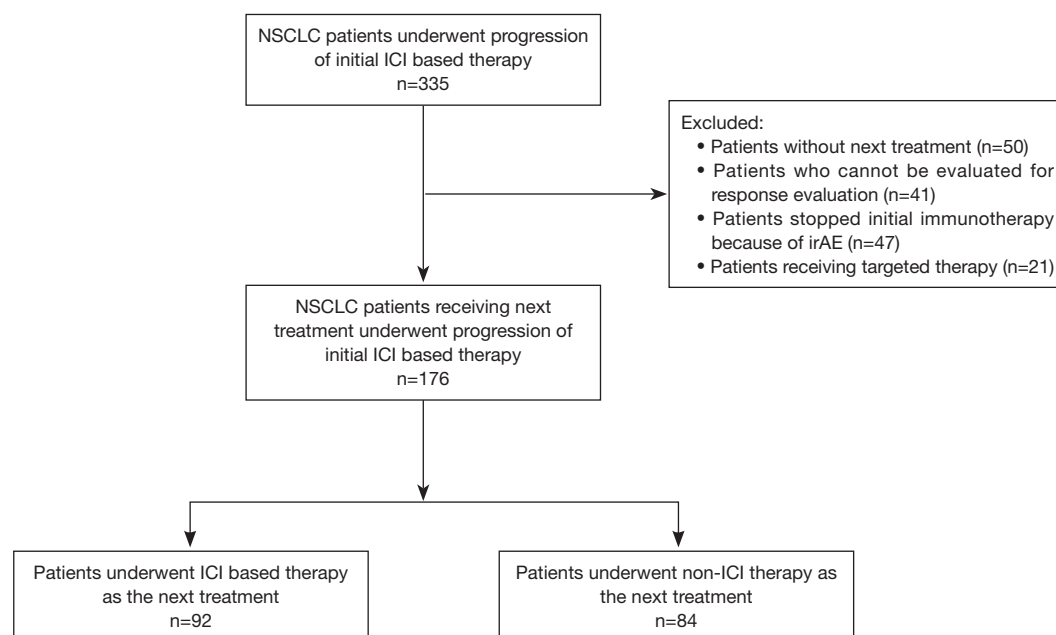 NSCLC patients underwent progression
of initial ICI based therapy
n=335
Excluded:
• Patients without next treatment (n=50)
• Patients who cannot be evaluated for
response evaluation (n=41)
• Patients stopped initial immunotherapy
because of irAE (n=47)
• Patients receiving targeted therapy (n=21)
NSCLC patients receiving next
treatment underwent progression of
initial ICI based therapy
n=176
Patients underwent ICI based therapy
as the next treatment
n=92
Patients underwent non-ICI therapy as
the next treatment
n=84